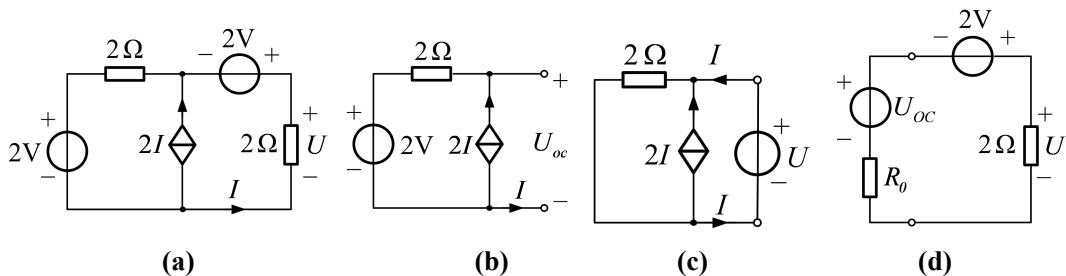 2Ω
− 2V +
+
2V
−
2I
2Ω
+
U
−
I
(a)
2Ω
+
2V
−
2I
+
U_oc
−
I
(b)
2Ω
I
2I
+
U
−
I
(c)
2V
− +
+
U_OC
−
R_0
2Ω
+
U
−
(d)